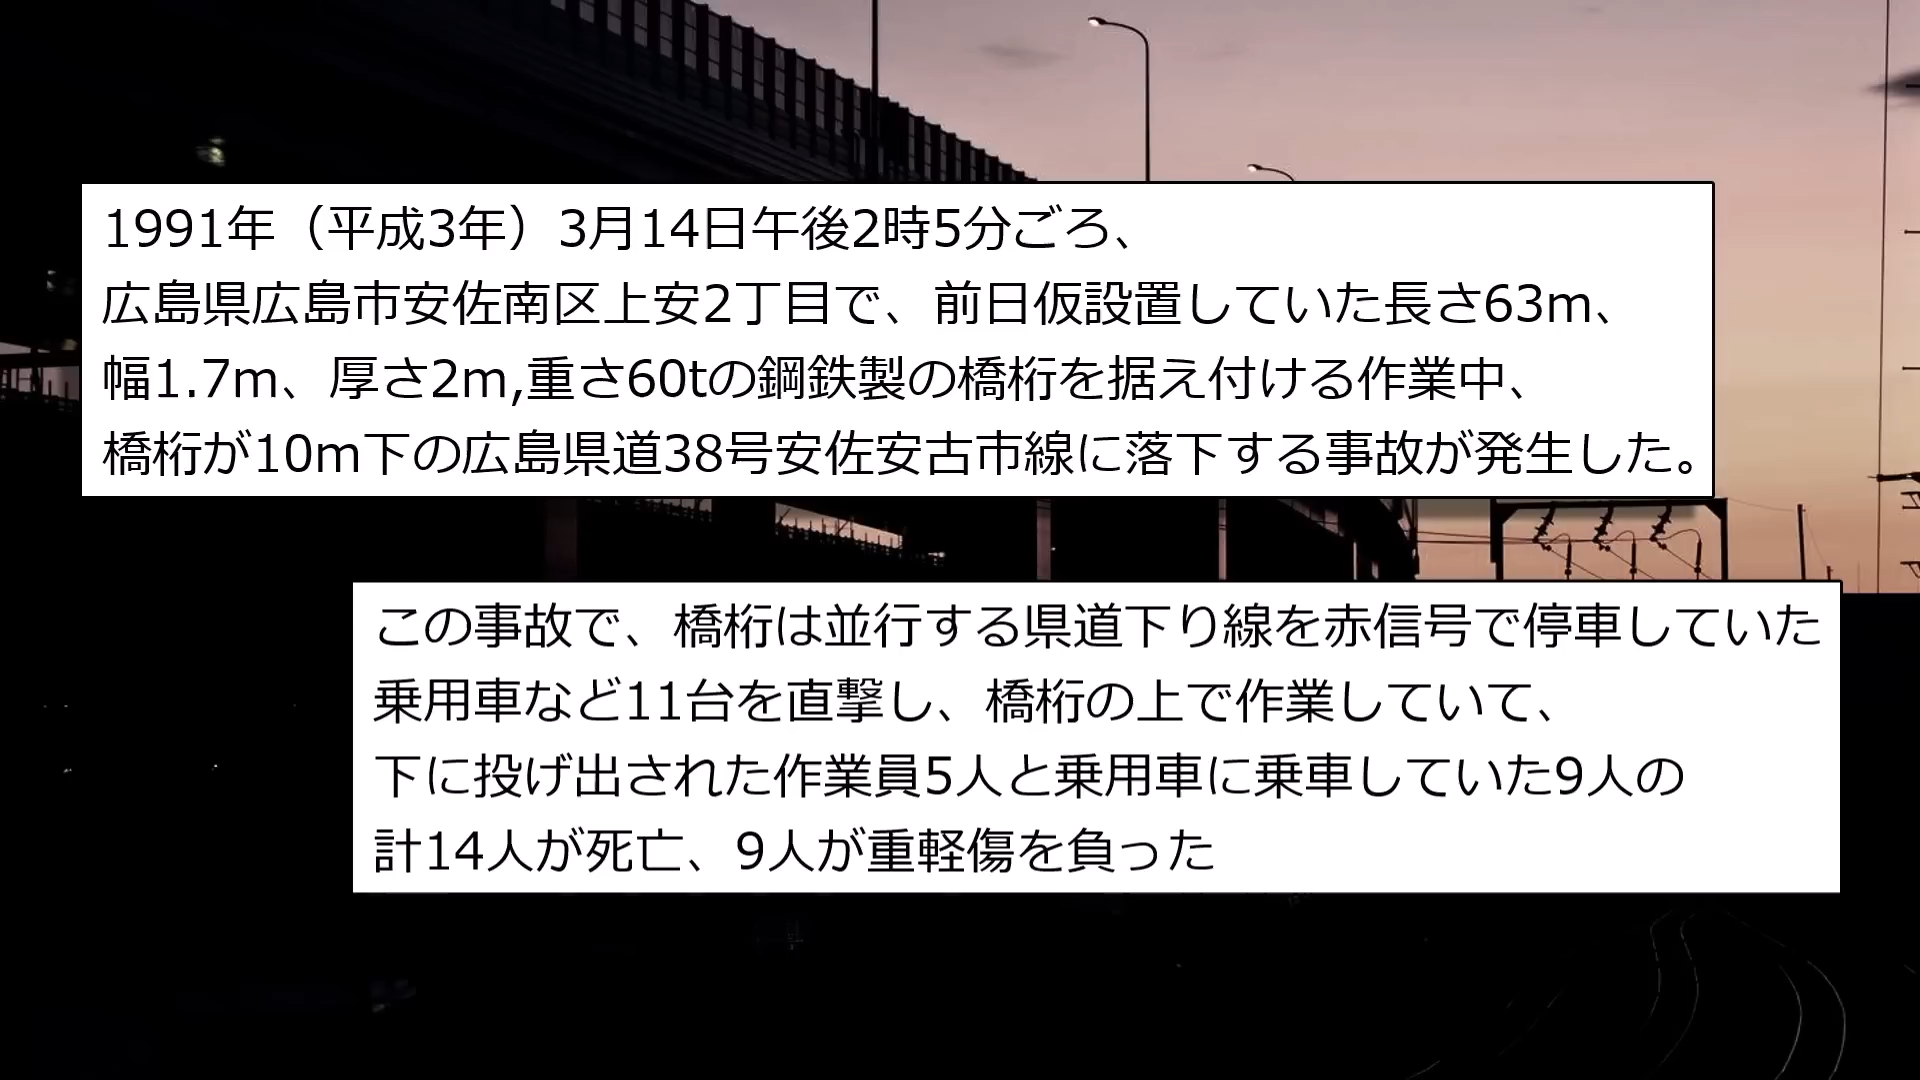 1991年（平成3年）3月14日午後2時5分ごろ、
広島県広島市安佐南区上安2丁目で、前日仮設置していた長さ63m、
幅1.7m、厚さ2m,重さ60tの鋼鉄製の橋桁を据え付ける作業中、
橋桁が10m下の広島県道38号安佐安古市線に落下する事故が発生した。
この事故で、橋桁は並行する県道下り線を赤信号で停車していた
乗用車など11台を直撃し、橋桁の上で作業していて、
下に投げ出された作業員5人と乗用車に乗車していた9人の
計14人が死亡、9人が重軽傷を負った